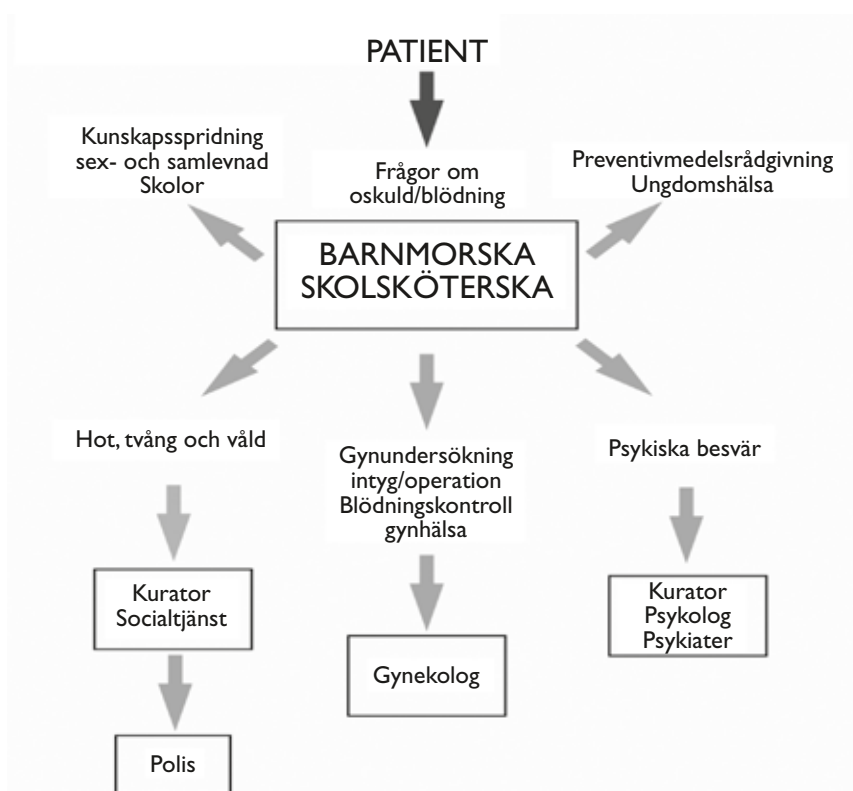 PATIENT
Kunskapsspridning
sex- och samlevnad
Skolor
Frågor om
oskuld/blödning
Preventivmedelsrådgivning
Ungdomshälsa
BARNMORSKA
SKOLSKÖTERSKA
Hot, tvång och våld
Gynundersökning
intyg/operation
Blödningskontroll
gynhälsa
Psykiska besvär
Kurator
Socialtjänst
Gynekolog
Kurator
Psykolog
Psykiater
Polis